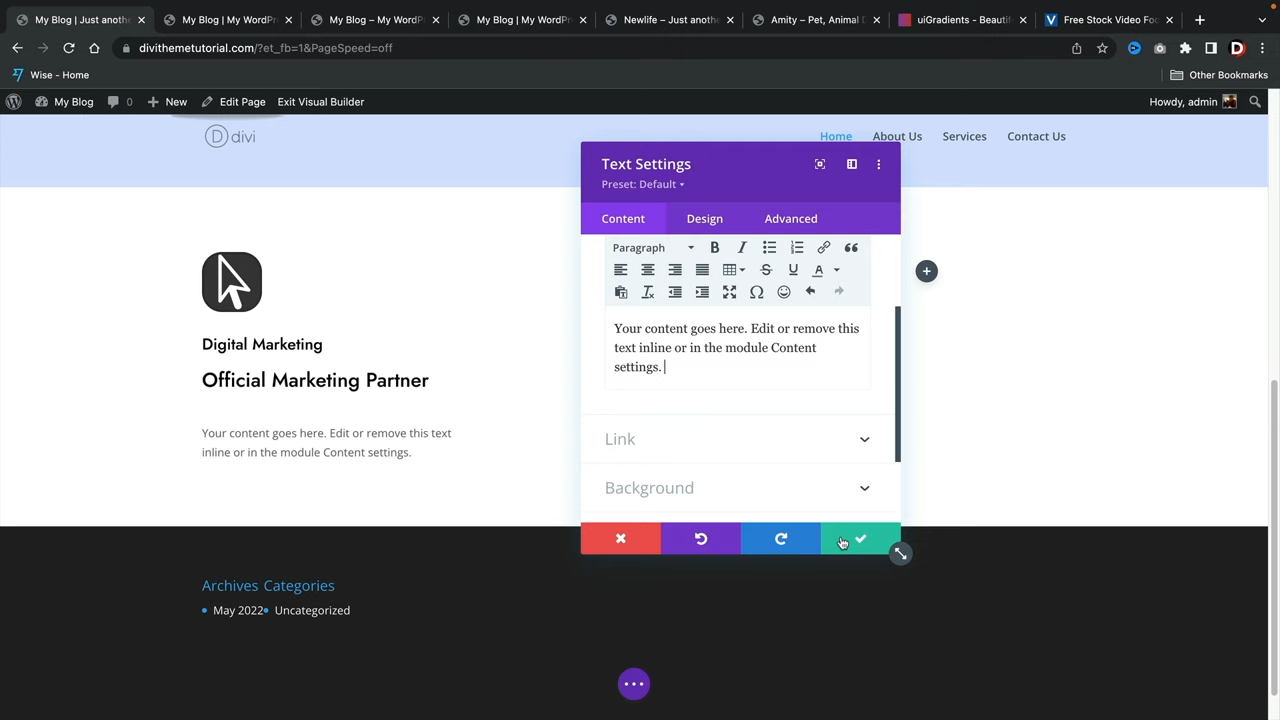 My Blog | Just anoth
My Blog | My WordPre
My Blog – My WordPr
My Blog | My WordPre
Newlife – Just anoth
Amity – Pet, Animal D
uiGradients - Beautif
Free Stock Video Foo
divithemetutorial.com/?et_fb=1&PageSpeed=off
Wise - Home
Other Bookmarks
My Blog
0
New
Edit Page
Exit Visual Builder
Howdy, admin
D divi
Home
About Us
Services
Contact Us
Text Settings
Preset: Default
Content
Design
Advanced
Paragraph
Your content goes here. Edit or remove this
text inline or in the module Content
settings.
Link
Background
Digital Marketing
Official Marketing Partner
Your content goes here. Edit or remove this text
inline or in the module Content settings.
Archives Categories
May 2022
Uncategorized